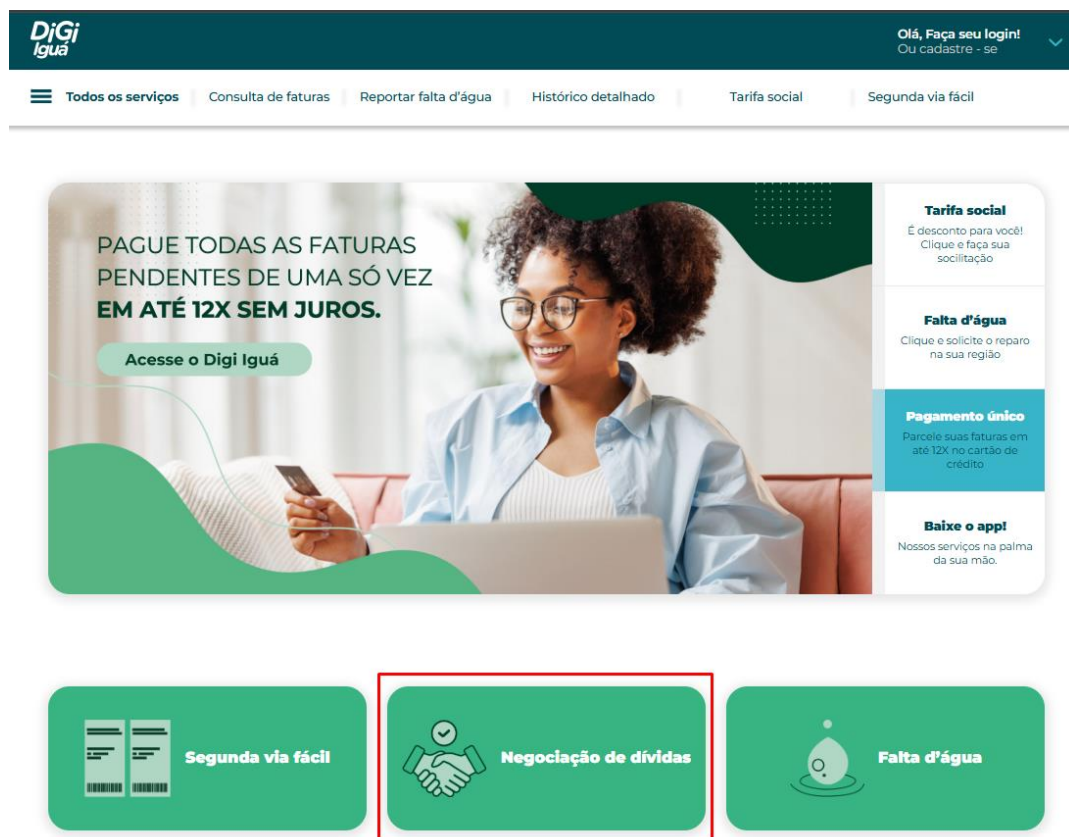 DiGi
Iguá
Olá, Faça seu login!
Ou cadastre - se
Todos os serviços
Consulta de faturas
Reportar falta d'água
Histórico detalhado
Tarifa social
Segunda via fácil
PAGUE TODAS AS FATURAS
PENDENTES DE UMA SÓ VEZ
EM ATÉ 12X SEM JUROS.
Acesse o Digi Iguá
Tarifa social
É desconto para você!
Clique e faça sua
socilitação
Falta d'água
Clique e solicite o reparo
na sua região
Pagamento único
Parcele suas faturas em
até 12X no cartão de
crédito
Baixe o app!
Nossos serviços na palma
da sua mão.
Segunda via fácil
Negociação de dívidas
Falta d'água